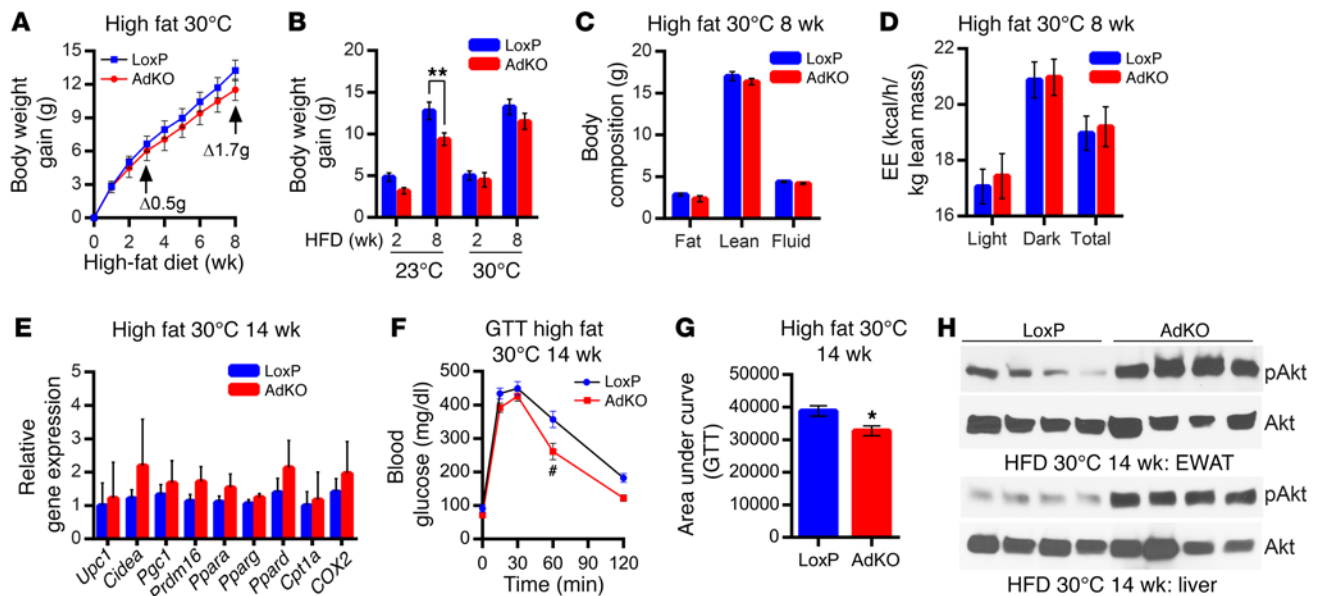 A
High fat 30°C
Body weight
gain (g)
15
12
9
6
3
0
LoxP
AdKO
Δ0.5g
Δ1.7g
0 2 4 6 8
High-fat diet (wk)
B
LoxP
AdKO
Body weight
gain (g)
20
15
10
5
0
**
HFD (wk) 2 8 2 8
23°C 30°C
C
High fat 30°C 8 wk
Body
composition (g)
20
15
10
5
0
LoxP
AdKO
Fat Lean Fluid
D
High fat 30°C 8 wk
EE (kcal/hr/
kg lean mass)
22
20
18
16
LoxP
AdKO
Light Dark Total
E
High fat 30°C 14 wk
Relative
gene expression
5
4
3
2
1
0
LoxP
AdKO
Upc1
Cidea
Pgc1
Prdm16
Ppara
Pparg
Ppard
Cpt1a
COX2
F
GTT high fat
30°C 14 wk
Blood
glucose (mg/dl)
500
400
300
200
100
0
LoxP
AdKO
#
0 30 60 90 120
Time (min)
G
High fat 30°C
14 wk
Area under curve
(GTT)
50000
40000
30000
20000
10000
0
*
LoxP AdKO
H
LoxP AdKO
pAkt
Akt
HFD 30°C 14 wk: EWAT
pAkt
Akt
HFD 30°C 14 wk: liver